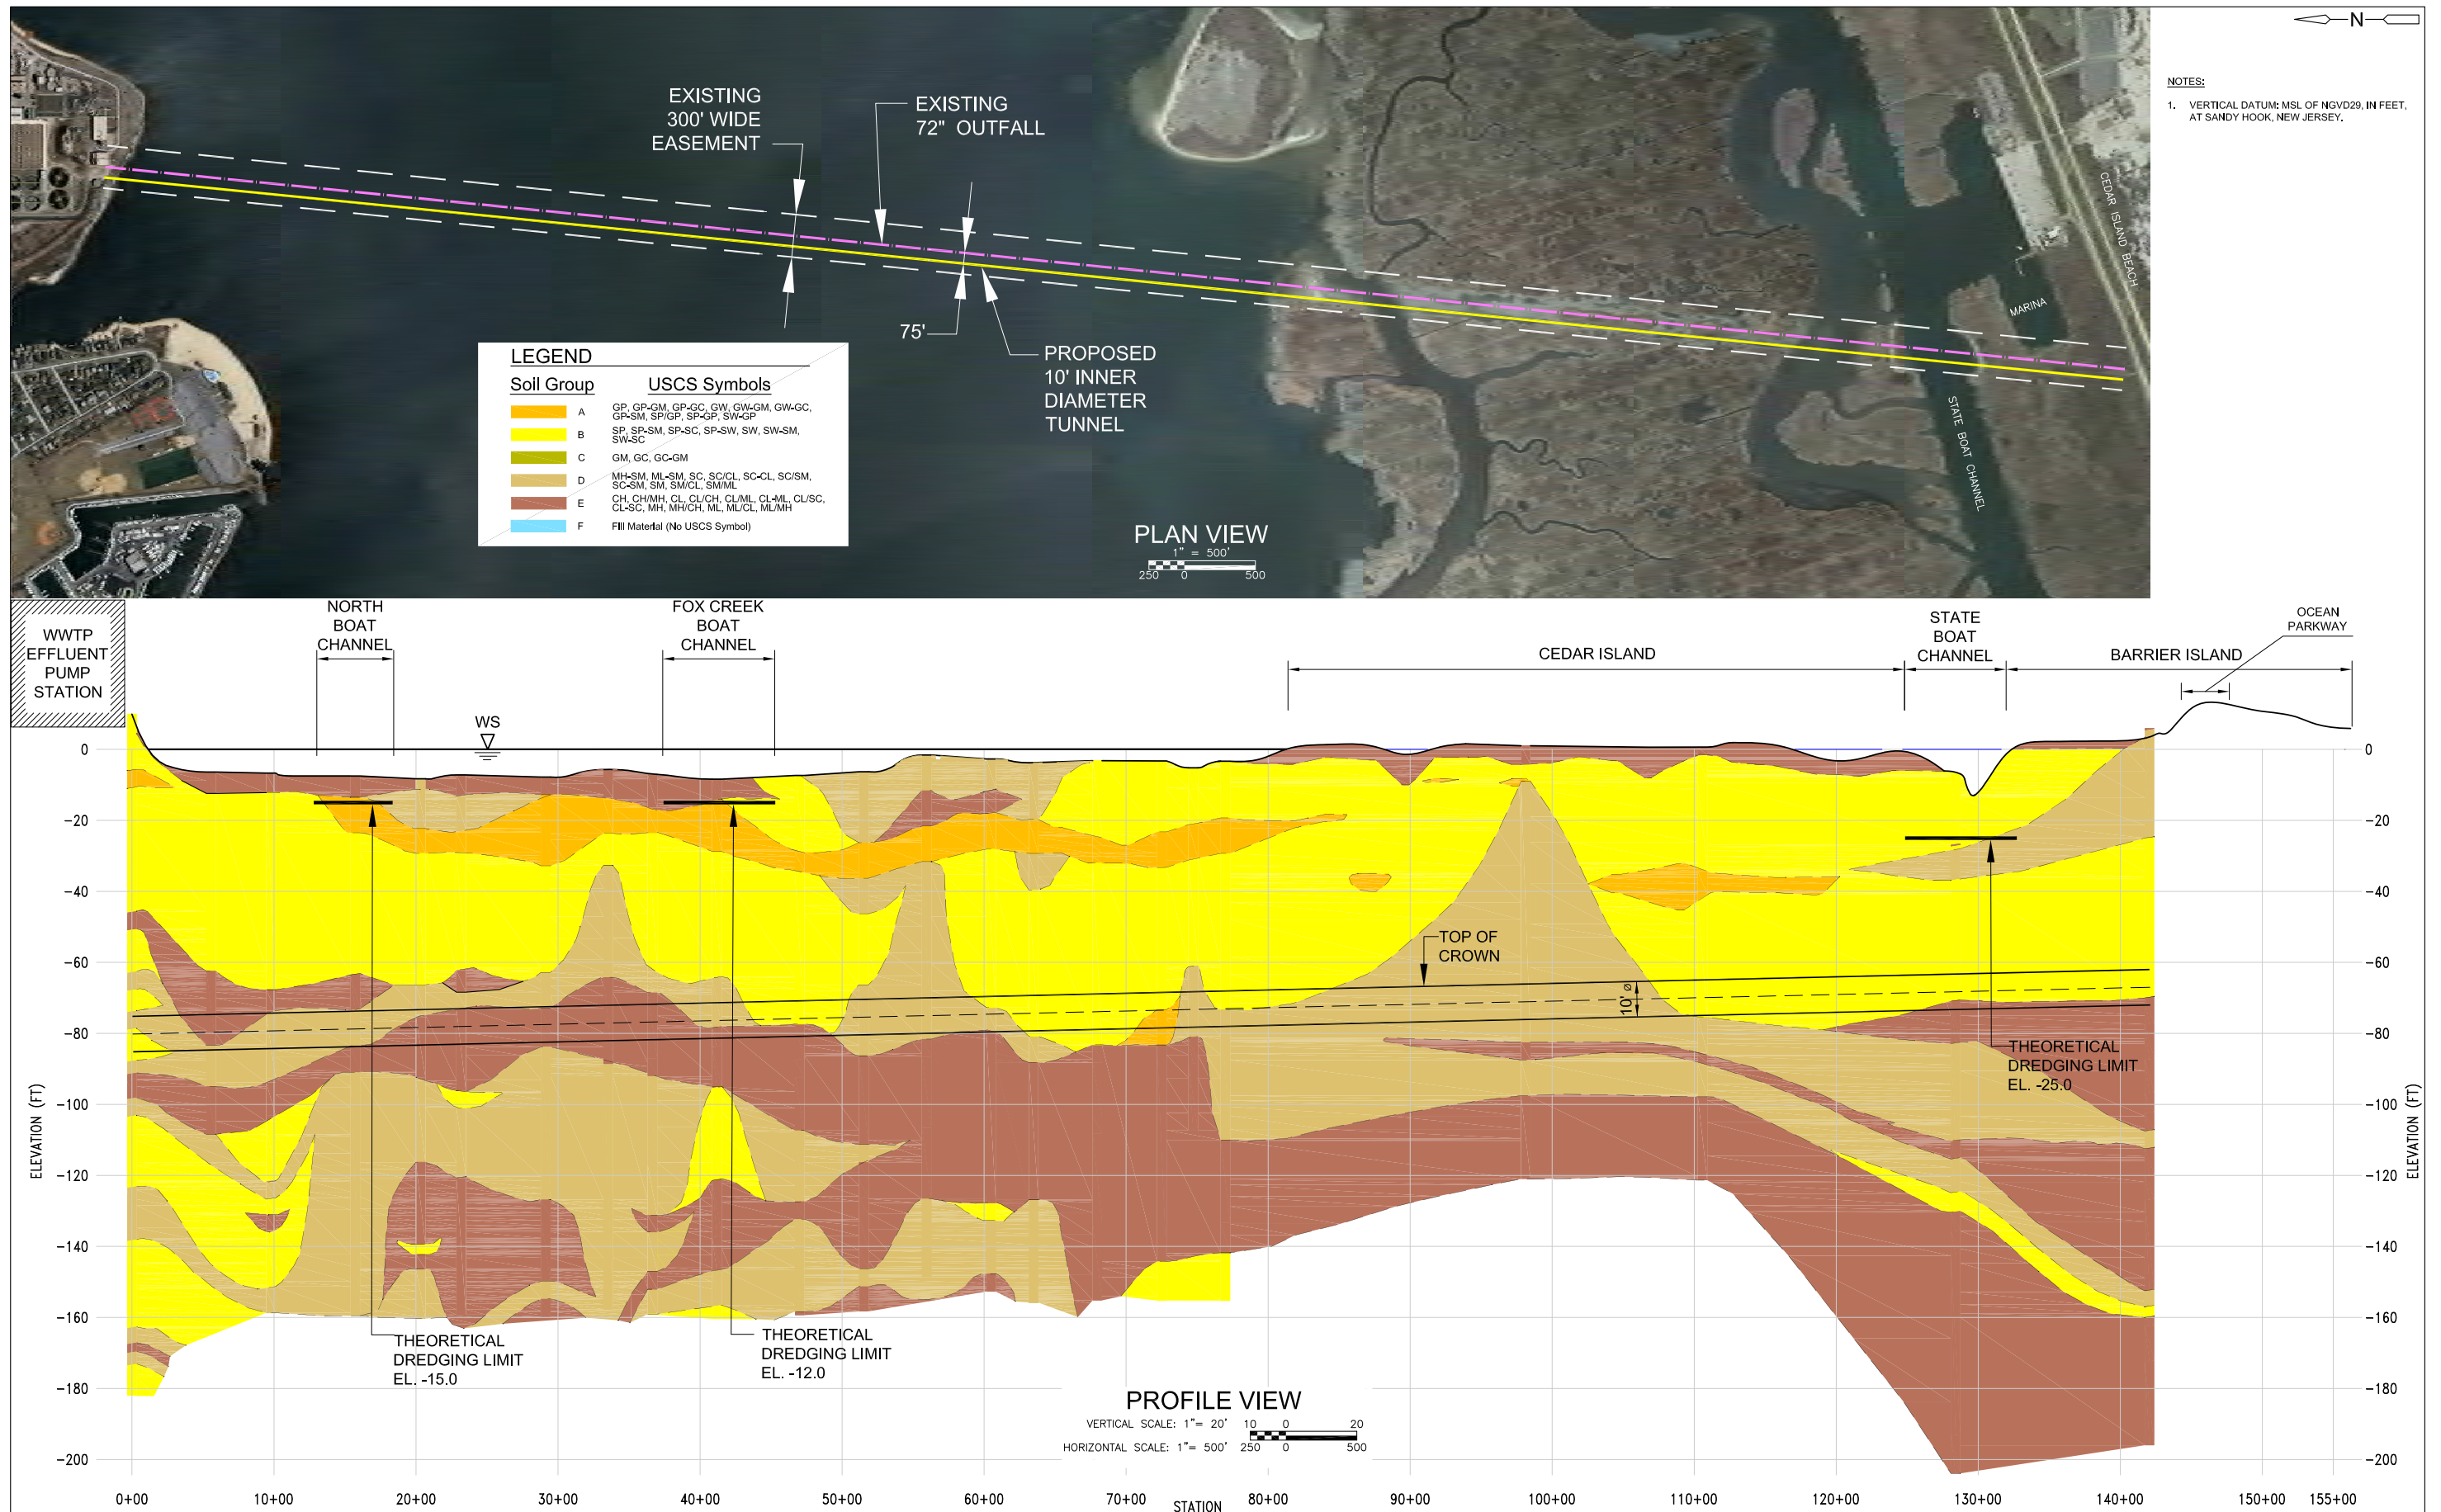 N
NOTES:
1. VERTICAL DATUM: MSL OF NGVD29, IN FEET,
AT SANDY HOOK, NEW JERSEY.
EXISTING
300' WIDE
EASEMENT
EXISTING
72" OUTFALL
75'
PROPOSED
10' INNER
DIAMETER
TUNNEL
CEDAR ISLAND BEACH
MARINA
STATE BOAT CHANNEL
LEGEND
Soil Group USCS Symbols
A GP, GP-GM, GP-GC, GW, GW-GM, GW-GC,
GP-SM, SP/GP, SP-GP, SW-GP
B SP, SP-SM, SP-SC, SP-SW, SW, SW-SM,
SW-SC
C GM, GC, GC-GM
D MH-SM, ML-SM, SC, SC/CL, SC-CL, SC/SM,
SC-SM, SM, SM/CL, SM/ML
E CH, CH/MH, CL, CL/CH, CL/ML, CL-ML, CL/SC,
CL-SC, MH, MH/CH, ML, ML/CL, ML/MH
F Fill Material (No USCS Symbol)
PLAN VIEW
1" = 500'
250 0 500
WWTP
EFFLUENT
PUMP
STATION
NORTH
BOAT
CHANNEL
FOX CREEK
BOAT
CHANNEL
CEDAR ISLAND
STATE
BOAT
CHANNEL
BARRIER ISLAND
OCEAN
PARKWAY
WS
0 0
-20 -20
-40 -40
-60 -60
-80 -80
-100 -100
-120 -120
-140 -140
-160 -160
-180 -180
-200 -200
ELEVATION (FT)
ELEVATION (FT)
TOP OF
CROWN
10' ø
THEORETICAL
DREDGING LIMIT
EL. -25.0
THEORETICAL
DREDGING LIMIT
EL. -15.0
THEORETICAL
DREDGING LIMIT
EL. -12.0
PROFILE VIEW
VERTICAL SCALE: 1"= 20' 10 0 20
HORIZONTAL SCALE: 1"= 500' 250 0 500
0+00 10+00 20+00 30+00 40+00 50+00 60+00 70+00 80+00 90+00 100+00 110+00 120+00 130+00 140+00 150+00 155+00
STATION